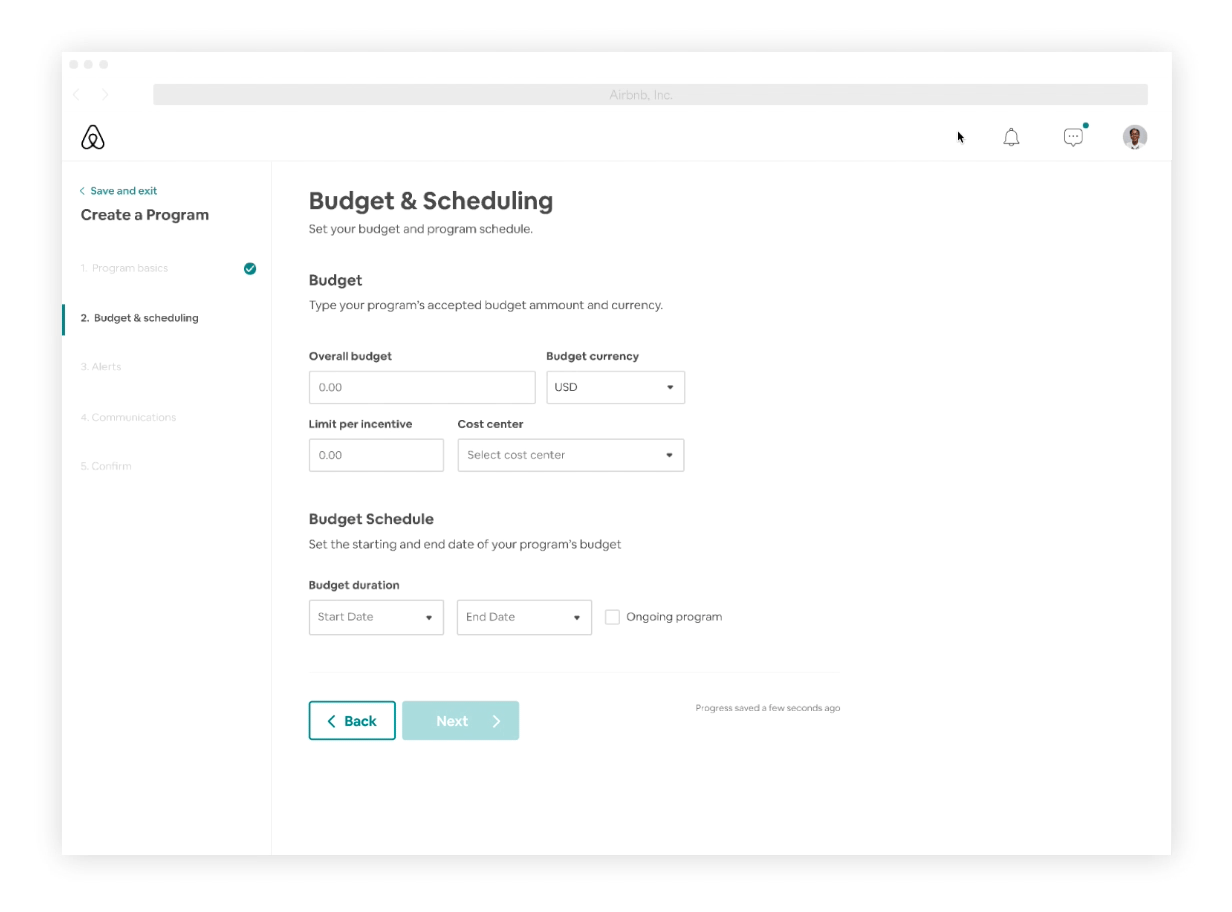 Airbnb, Inc.
Save and exit
Create a Program
1. Program basics
2. Budget & scheduling
3. Alerts
4. Communications
5. Confirm
Budget & Scheduling
Set your budget and program schedule.
Budget
Type your program's accepted budget ammount and currency.
Overall budget Budget currency
0.00 USD
Limit per incentive Cost center
0.00 Select cost center
Budget Schedule
Set the starting and end date of your program's budget
Budget duration
Start Date End Date Ongoing program
Back Next Progress saved a few seconds ago